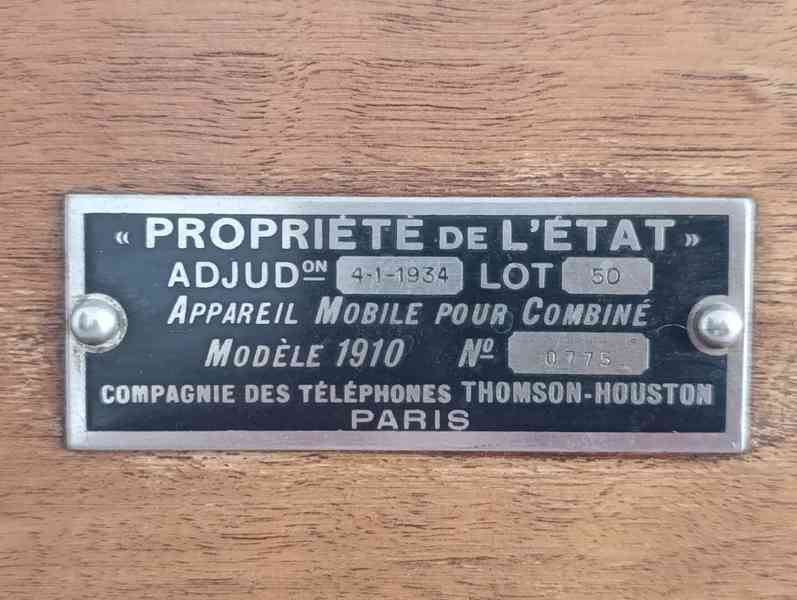 « PROPRIÉTÉ DE L'ÉTAT »
ADJUDON 4-1-1934 LOT 50
APPAREIL MOBILE POUR COMBINÉ
MODÈLE 1910 No 0775
COMPAGNIE DES TÉLÉPHONES THOMSON-HOUSTON
PARIS